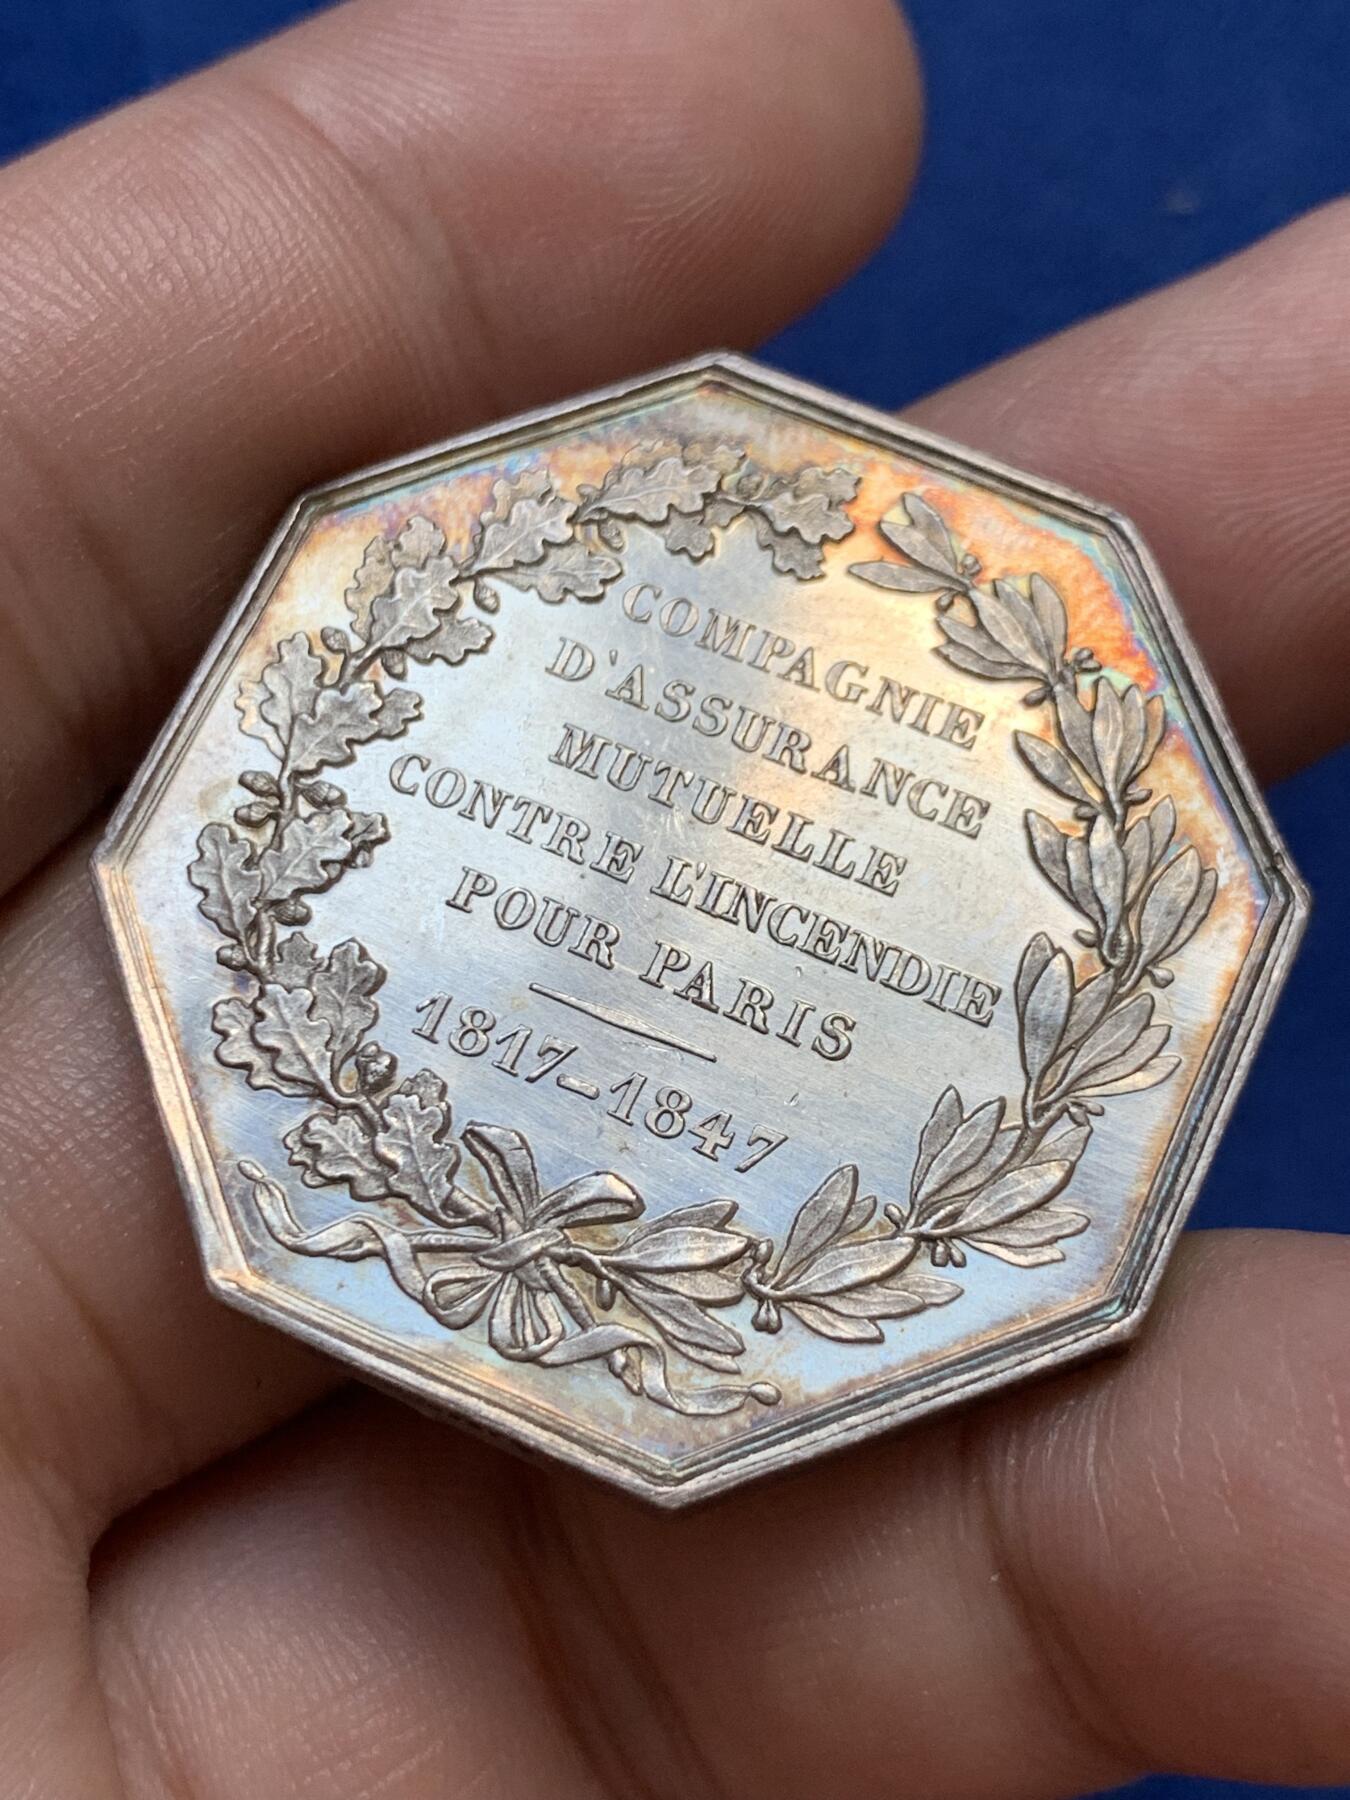 COMPAGNIE
D'ASSURANCE
MUTUELLE
CONTRE L'INCENDIE
POUR PARIS
1817-1847